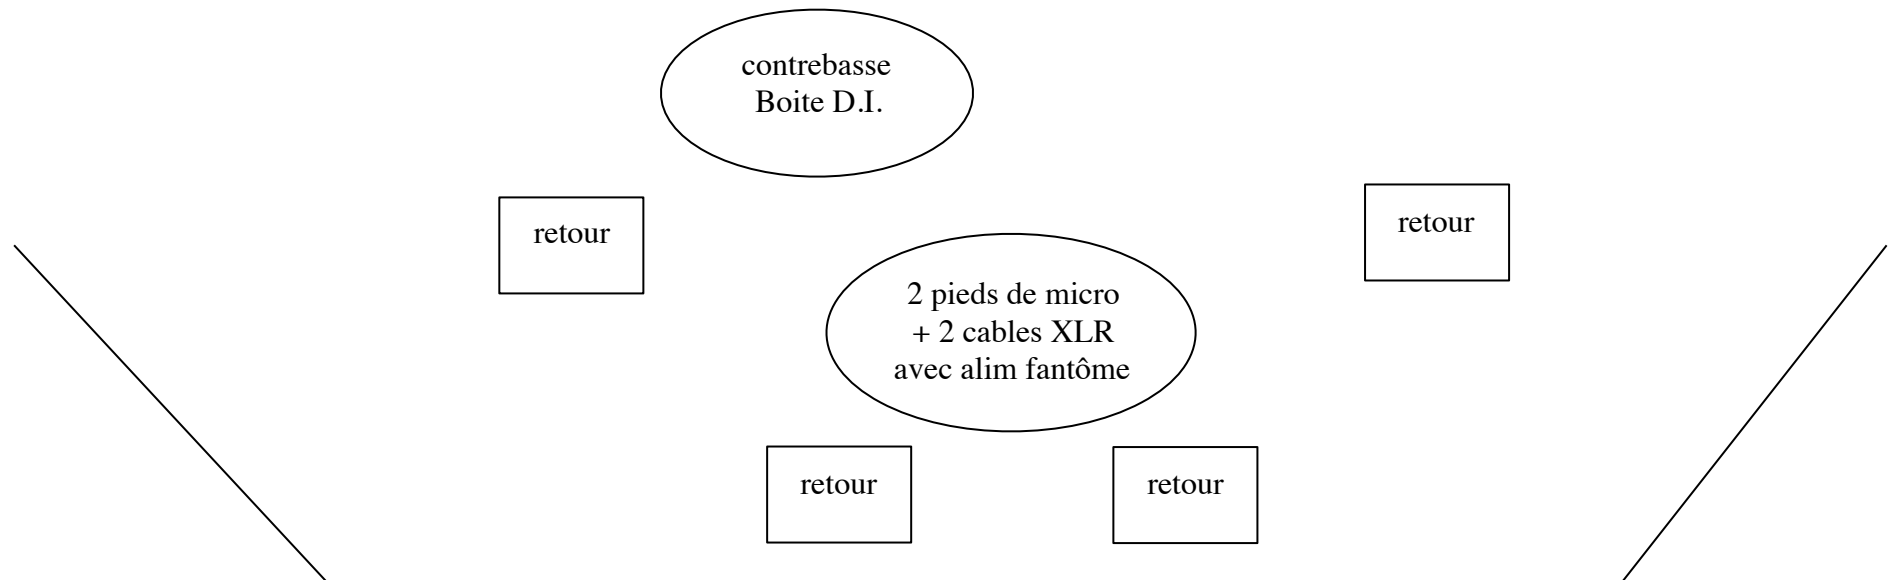 contrebasse
Boite D.I.
retour
retour
2 pieds de micro
+ 2 cables XLR
avec alim fantôme
retour
retour